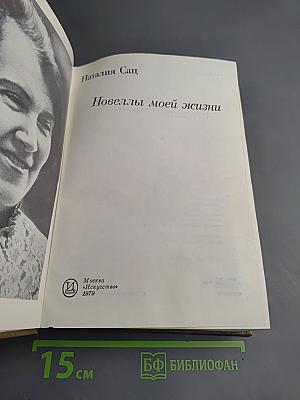 Наталия Сац
Новеллы моей жизни
И
Москва
«Искусство»
1979
15 см
БФ БИБЛИОФАН